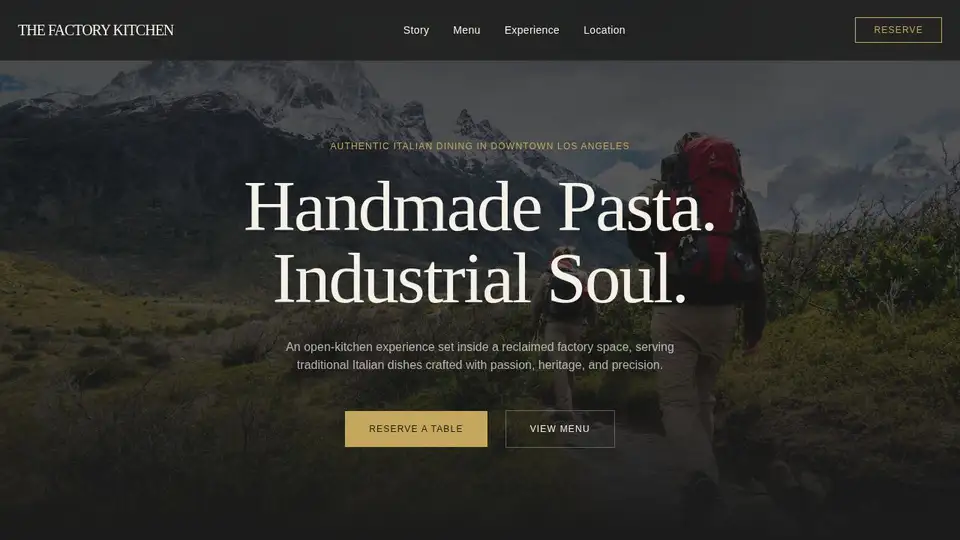 THE FACTORY KITCHEN
Story
Menu
Experience
Location
RESERVE
AUTHENTIC ITALIAN DINING IN DOWNTOWN LOS ANGELES
Handmade Pasta.
Industrial Soul.
An open-kitchen experience set inside a reclaimed factory space, serving
traditional Italian dishes crafted with passion, heritage, and precision.
RESERVE A TABLE
VIEW MENU